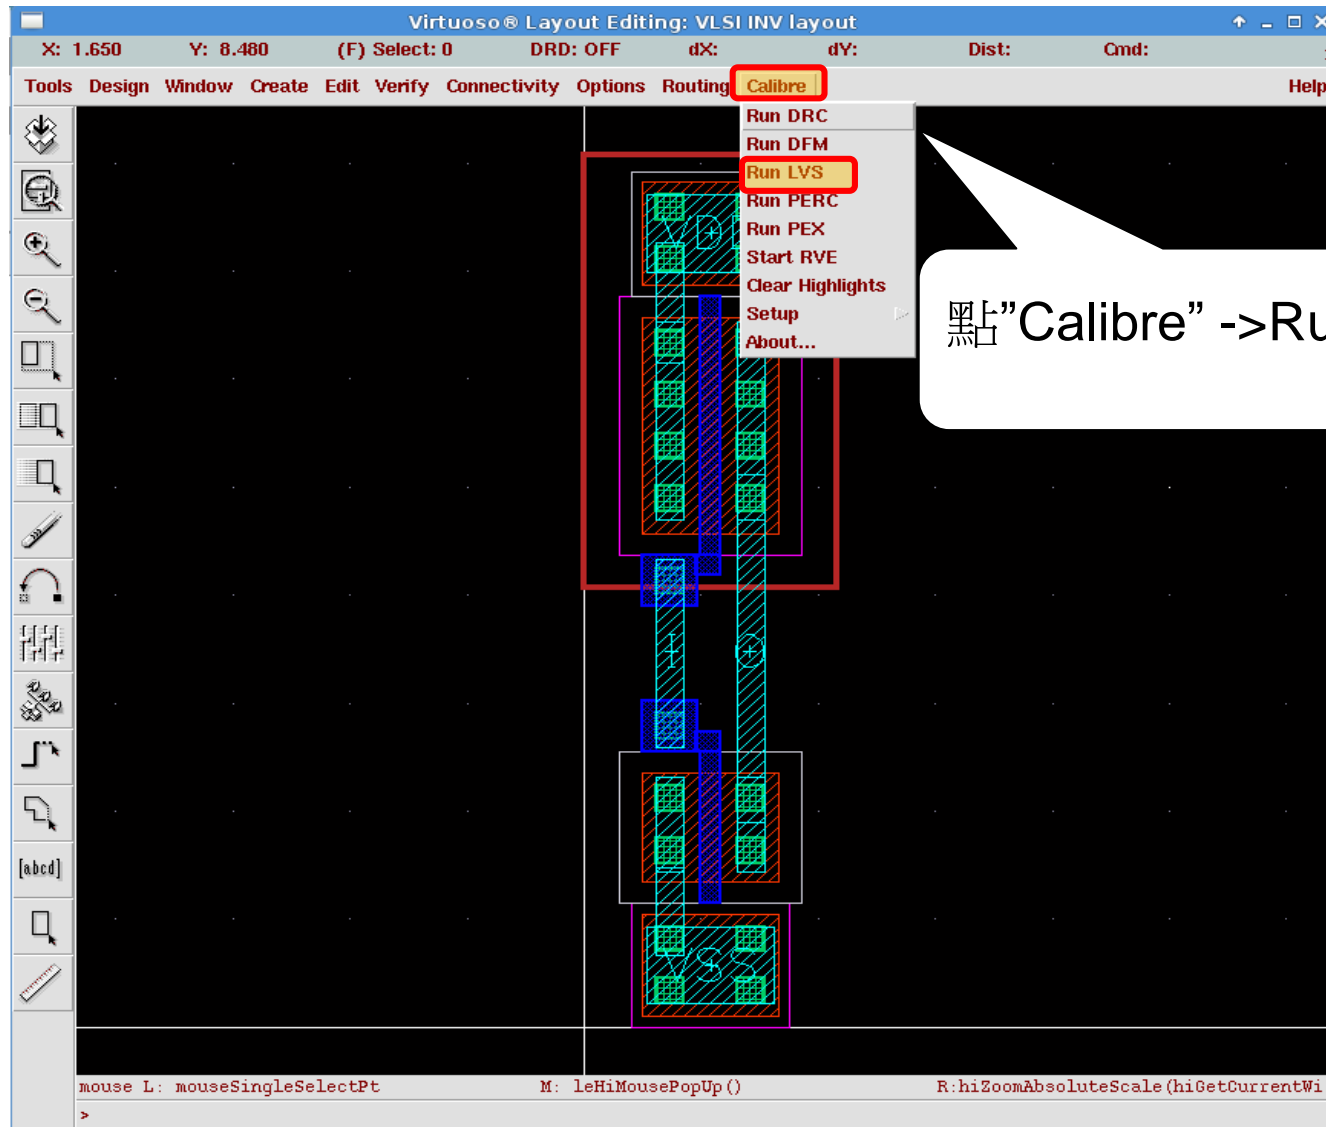 Virtuoso® Layout Editing: VLSI INV layout
X: 1.650 Y: 8.480 (F) Select: 0 DRD: OFF dX: dY: Dist: Cmd:
Tools Design Window Create Edit Verify Connectivity Options Routing Calibre Help
Run DRC
Run DFM
Run LVS
Run PERC
Run PEX
Start RVE
Clear Highlights
Setup
About...
點”Calibre” ->Ru
I O
[abcd]
VSS
mouse L: mouseSingleSelectPt M: leHiMousePopUp() R:hiZoomAbsoluteScale(hiGetCurrentWi
>